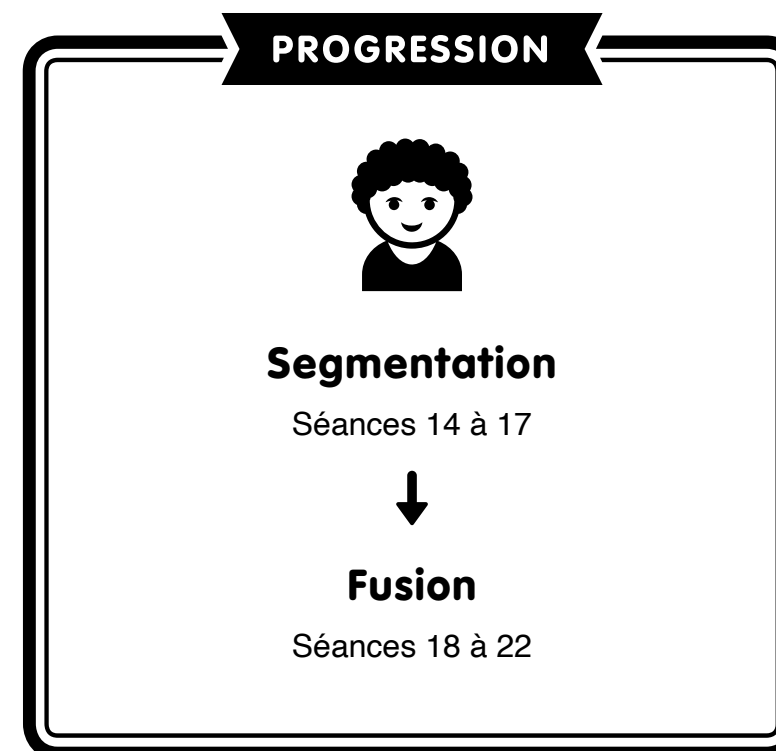 PROGRESSION
Segmentation
Séances 14 à 17
Fusion
Séances 18 à 22